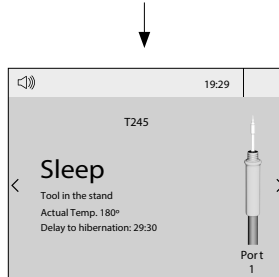 19:29
T245
Sleep
Tool in the stand
Actual Temp. 180º
Delay to hibernation: 29:30
Port
1